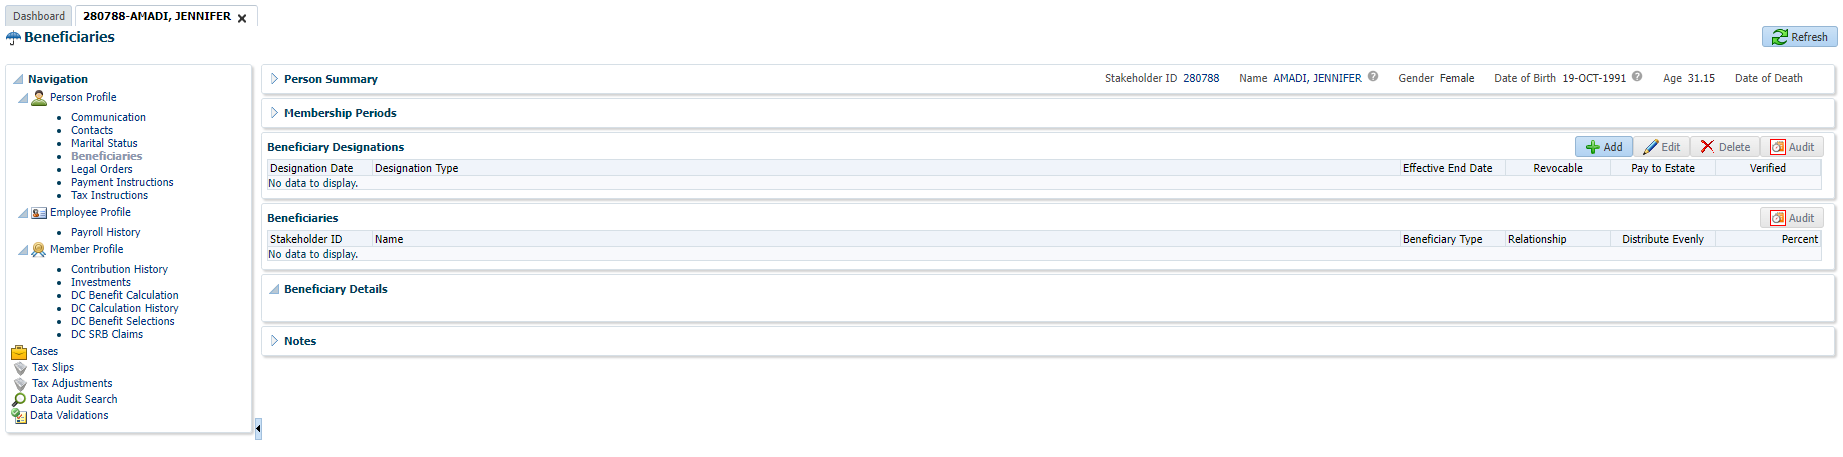 Dashboard 280788-AMADI, JENNIFER
Beneficiaries
Refresh
Navigation
Person Profile
Communication
Contacts
Marital Status
Beneficiaries
Legal Orders
Payment Instructions
Tax Instructions
Employee Profile
Payroll History
Member Profile
Contribution History
Investments
DC Benefit Calculation
DC Calculation History
DC Benefit Selections
DC SRB Claims
Cases
Tax Slips
Tax Adjustments
Data Audit Search
Data Validations
Person Summary Stakeholder ID 280788 Name AMADI, JENNIFER Gender Female Date of Birth 19-OCT-1991 Age 31.15 Date of Death
Membership Periods
Beneficiary Designations Add Edit Delete Audit
Designation Date Designation Type Effective End Date Revocable Pay to Estate Verified
No data to display.
Beneficiaries Audit
Stakeholder ID Name Beneficiary Type Relationship Distribute Evenly Percent
No data to display.
Beneficiary Details
Notes